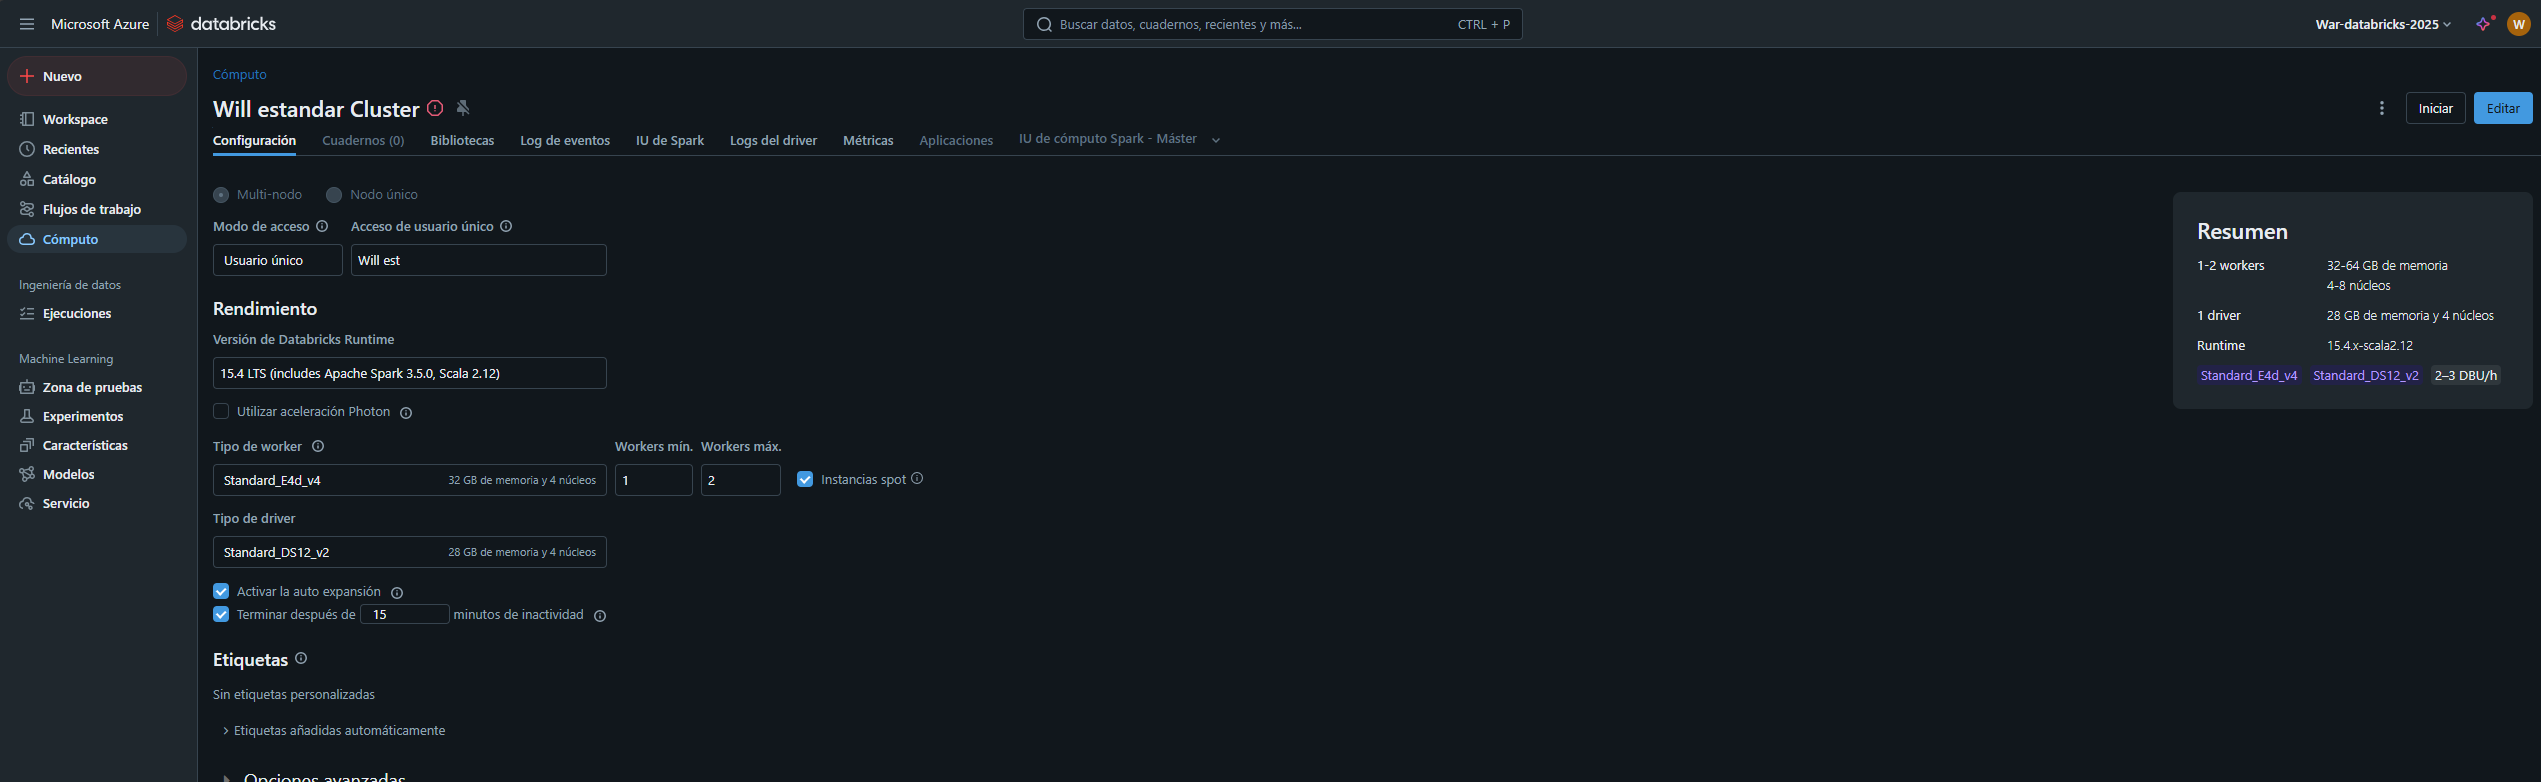 Microsoft Azure databricks
Buscar datos, cuadernos, recientes y más... CTRL + P
War-databricks-2025
W
Nuevo
Workspace
Recientes
Catálogo
Flujos de trabajo
Cómputo
Ingeniería de datos
Ejecuciones
Machine Learning
Zona de pruebas
Experimentos
Características
Modelos
Servicio
Cómputo
Will estandar Cluster
Iniciar Editar
Configuración Cuadernos (0) Bibliotecas Log de eventos IU de Spark Logs del driver Métricas Aplicaciones IU de cómputo Spark - Máster
Multi-nodo Nodo único
Modo de acceso Acceso de usuario único
Usuario único Will est
Rendimiento
Versión de Databricks Runtime
15.4 LTS (includes Apache Spark 3.5.0, Scala 2.12)
Utilizar aceleración Photon
Tipo de worker Workers mín. Workers máx.
Standard_E4d_v4 32 GB de memoria y 4 núcleos 1 2 Instancias spot
Tipo de driver
Standard_DS12_v2 28 GB de memoria y 4 núcleos
Activar la auto expansión
Terminar después de 15 minutos de inactividad
Etiquetas
Sin etiquetas personalizadas
Etiquetas añadidas automáticamente
Opciones avanzadas
Resumen
1-2 workers 32-64 GB de memoria
4-8 núcleos
1 driver 28 GB de memoria y 4 núcleos
Runtime 15.4.x-scala2.12
Standard_E4d_v4 Standard_DS12_v2 2–3 DBU/h